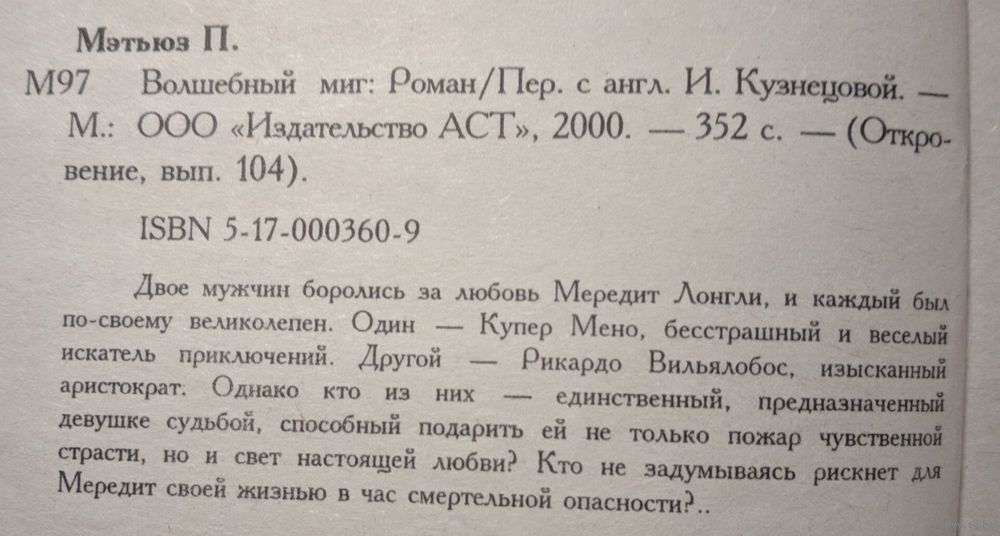 Мэтьюз П.
М97 Волшебный миг: Роман/Пер. с англ. И. Кузнецовой. —
М.: ООО «Издательство АСТ», 2000. — 352 с. — (Откро-
вение, вып. 104).
ISBN 5-17-000360-9
Двое мужчин боролись за любовь Мередит Лонгли, и каждый был
по-своему великолепен. Один — Купер Мено, бесстрашный и веселый
искатель приключений. Другой — Рикардо Вильялобос, изысканный
аристократ. Однако кто из них — единственный, предназначенный
девушке судьбой, способный подарить ей не только пожар чувственной
страсти, но и свет настоящей любви? Кто не задумываясь рискнет для
Мередит своей жизнью в час смертельной опасности?..